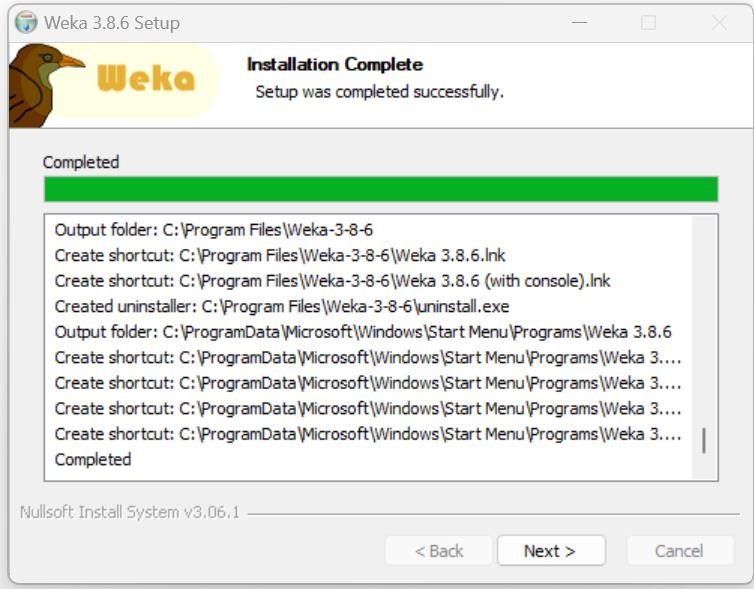 Weka 3.8.6 Setup
Weka
Installation Complete
Setup was completed successfully.
Completed
Output folder: C:\Program Files\Weka-3-8-6
Create shortcut: C:\Program Files\Weka-3-8-6\Weka 3.8.6.lnk
Create shortcut: C:\Program Files\Weka-3-8-6\Weka 3.8.6 (with console).lnk
Created uninstaller: C:\Program Files\Weka-3-8-6\uninstall.exe
Output folder: C:\ProgramData\Microsoft\Windows\Start Menu\Programs\Weka 3.8.6
Create shortcut: C:\ProgramData\Microsoft\Windows\Start Menu\Programs\Weka 3....
Create shortcut: C:\ProgramData\Microsoft\Windows\Start Menu\Programs\Weka 3....
Create shortcut: C:\ProgramData\Microsoft\Windows\Start Menu\Programs\Weka 3....
Create shortcut: C:\ProgramData\Microsoft\Windows\Start Menu\Programs\Weka 3....
Completed
Nullsoft Install System v3.06.1
< Back
Next >
Cancel